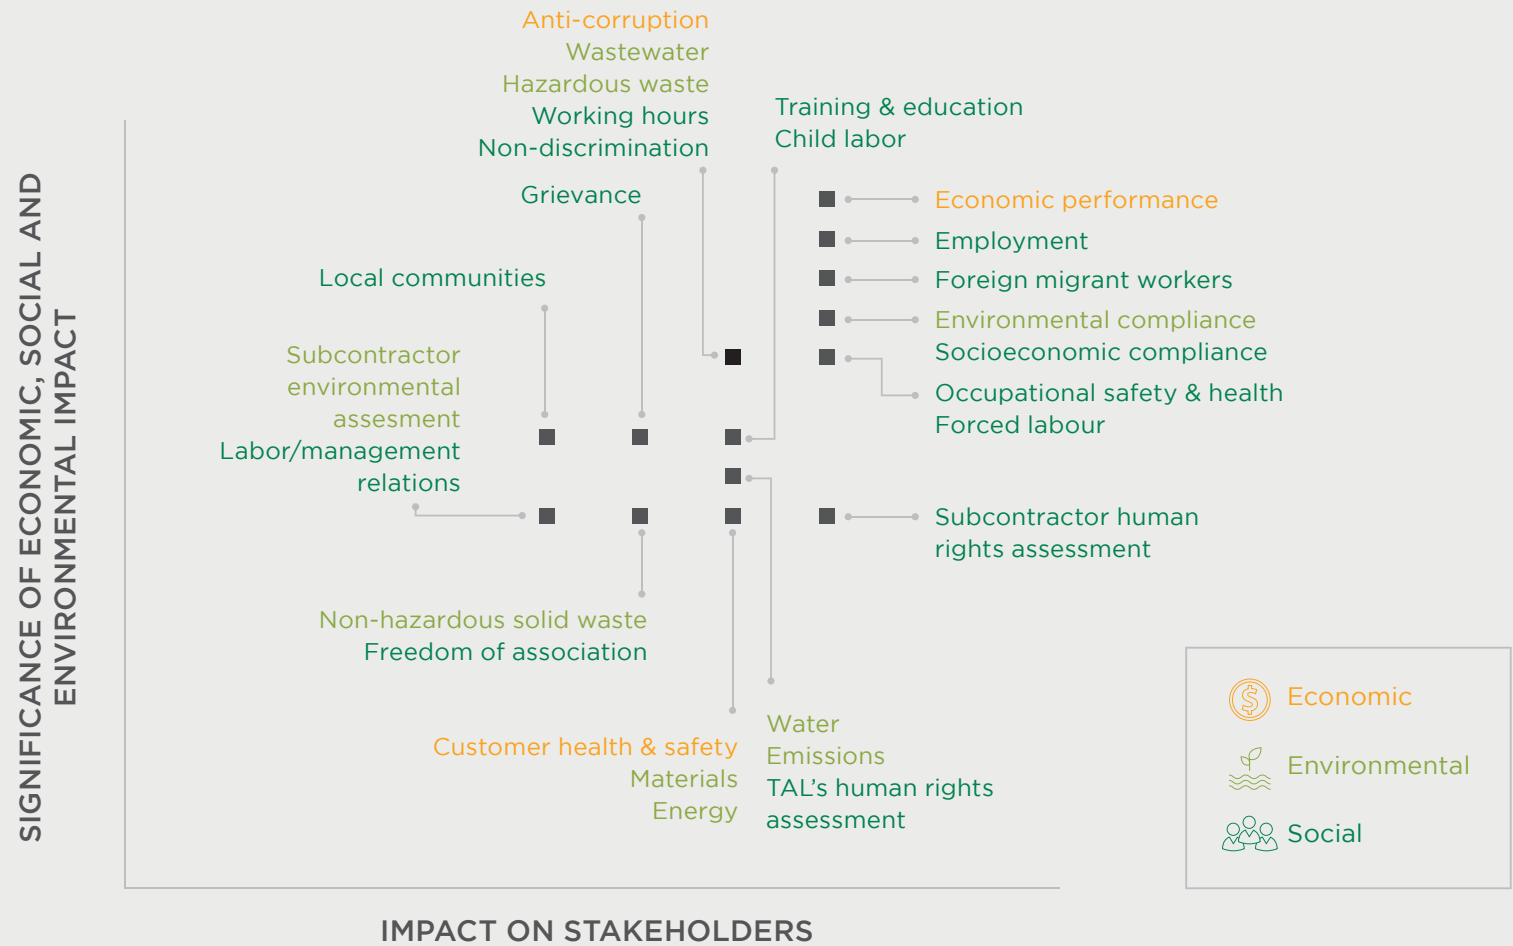 Anti-corruption
Wastewater
Hazardous waste
Working hours
Non-discrimination
Training & education
Child labor
Grievance
Economic performance
Employment
Local communities
Foreign migrant workers
Environmental compliance
Socioeconomic compliance
Subcontractor
environmental
assesment
Labor/management
relations
Occupational safety & health
Forced labour
Subcontractor human
rights assessment
Non-hazardous solid waste
Freedom of association
Customer health & safety
Materials
Energy
Water
Emissions
TAL's human rights
assessment
Economic
Environmental
Social
SIGNIFICANCE OF ECONOMIC, SOCIAL AND
ENVIRONMENTAL IMPACT
IMPACT ON STAKEHOLDERS